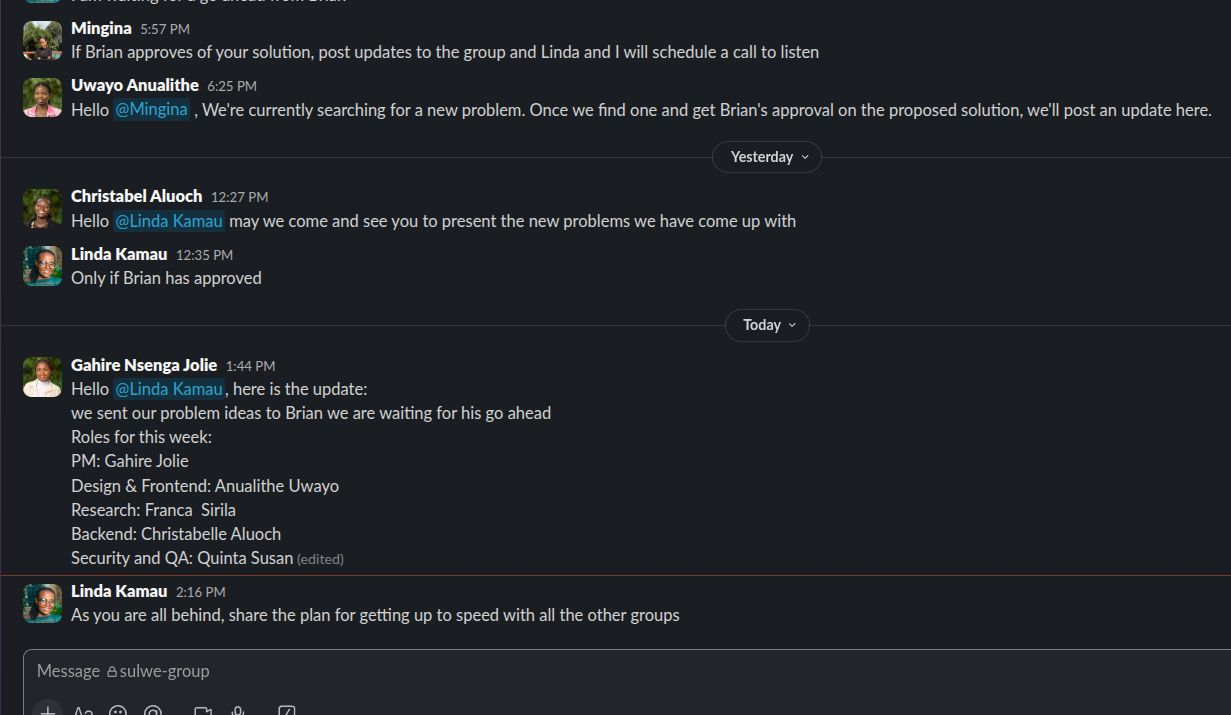 Mingina 5:57 PM
If Brian approves of your solution, post updates to the group and Linda and I will schedule a call to listen
Uwayo Anualithe 6:25 PM
Hello @Mingina , We're currently searching for a new problem. Once we find one and get Brian's approval on the proposed solution, we'll post an update here.
Yesterday
Christabel Aluoch 12:27 PM
Hello @Linda Kamau may we come and see you to present the new problems we have come up with
Linda Kamau 12:35 PM
Only if Brian has approved
Today
Gahire Nsenga Jolie 1:44 PM
Hello @Linda Kamau, here is the update:
we sent our problem ideas to Brian we are waiting for his go ahead
Roles for this week:
PM: Gahire Jolie
Design & Frontend: Anualithe Uwayo
Research: Franca Sirila
Backend: Christabelle Aluoch
Security and QA: Quinta Susan (edited)
Linda Kamau 2:16 PM
As you are all behind, share the plan for getting up to speed with all the other groups
Message sulwe-group
Aa